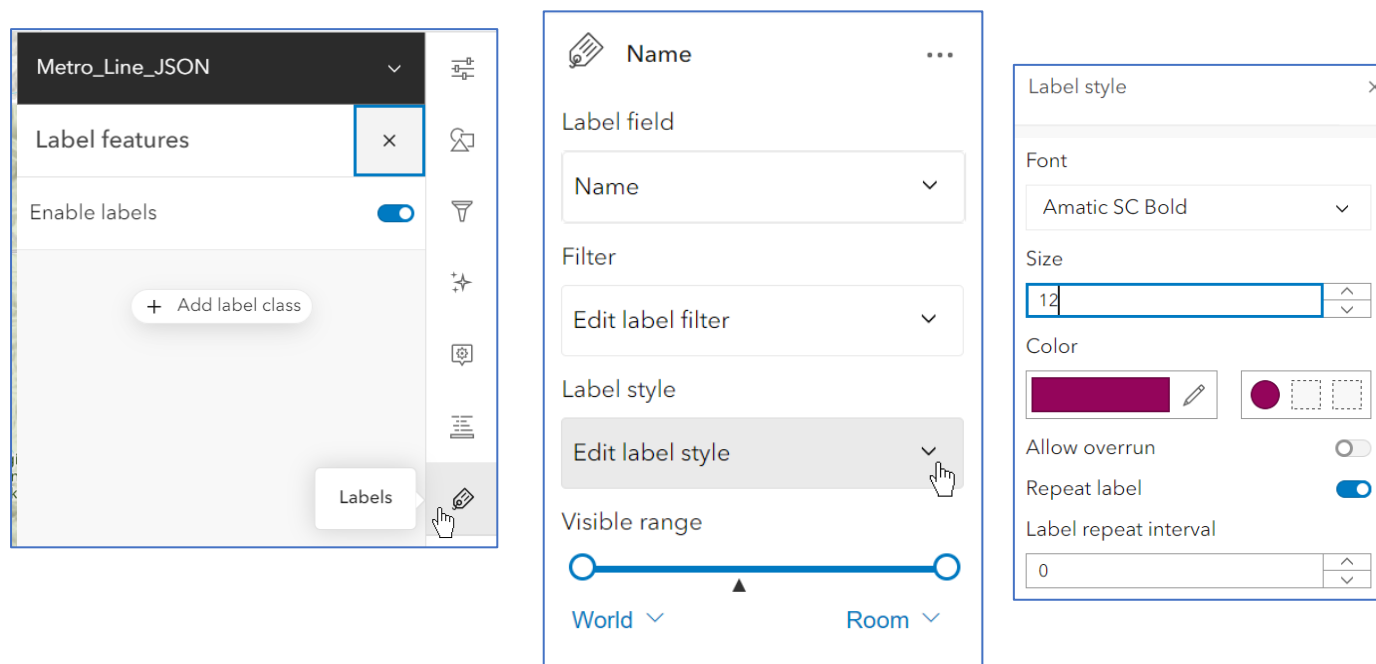 Metro_Line_JSON
Label features
Enable labels
+ Add label class
Labels
Name
Label field
Name
Filter
Edit label filter
Label style
Edit label style
Visible range
World
Room
Label style
Font
Amatic SC Bold
Size
12
Color
Allow overrun
Repeat label
Label repeat interval
0